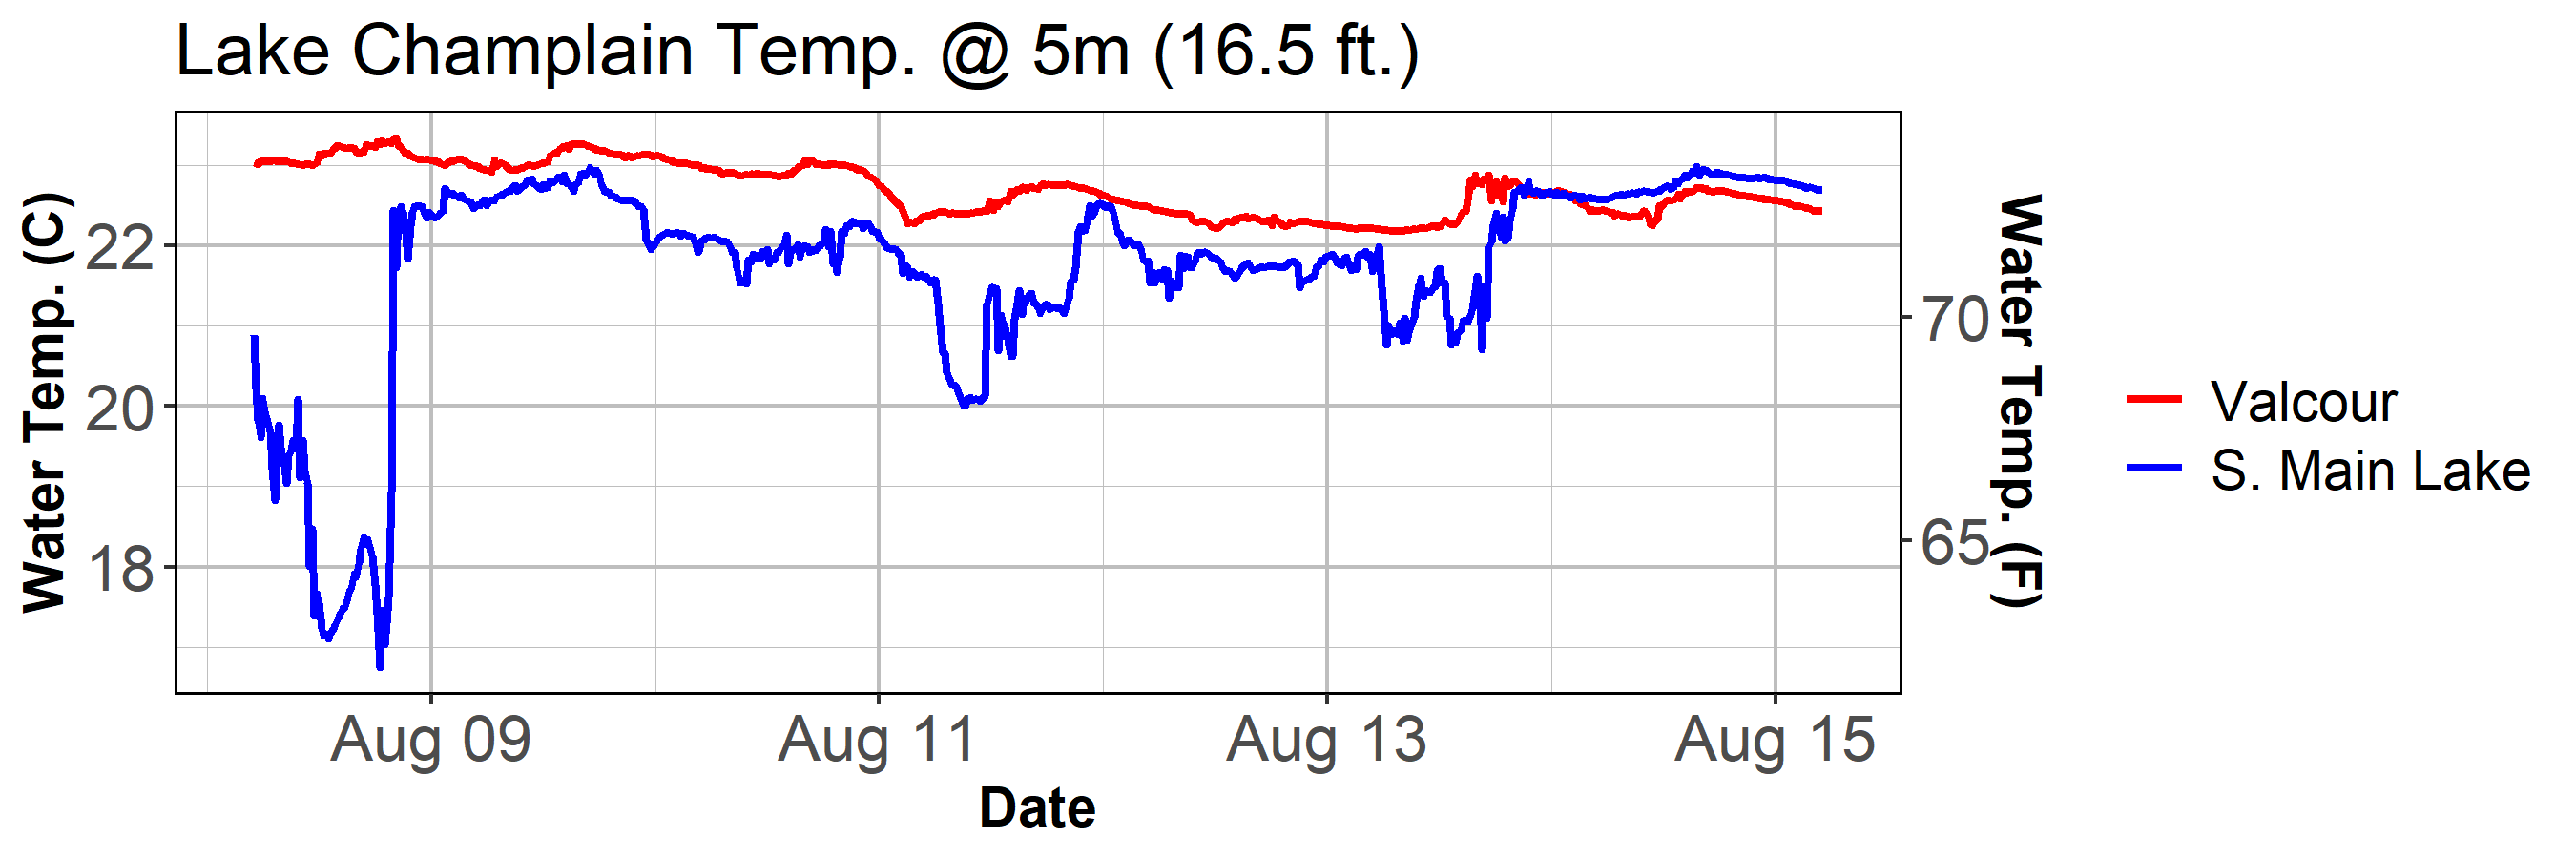 Lake Champlain Temp. @ 5m (16.5 ft.)
Water Temp. (C)
22
20
18
70
65
Water Temp. (F)
Aug 09
Aug 11
Aug 13
Aug 15
Date
Valcour
S. Main Lake